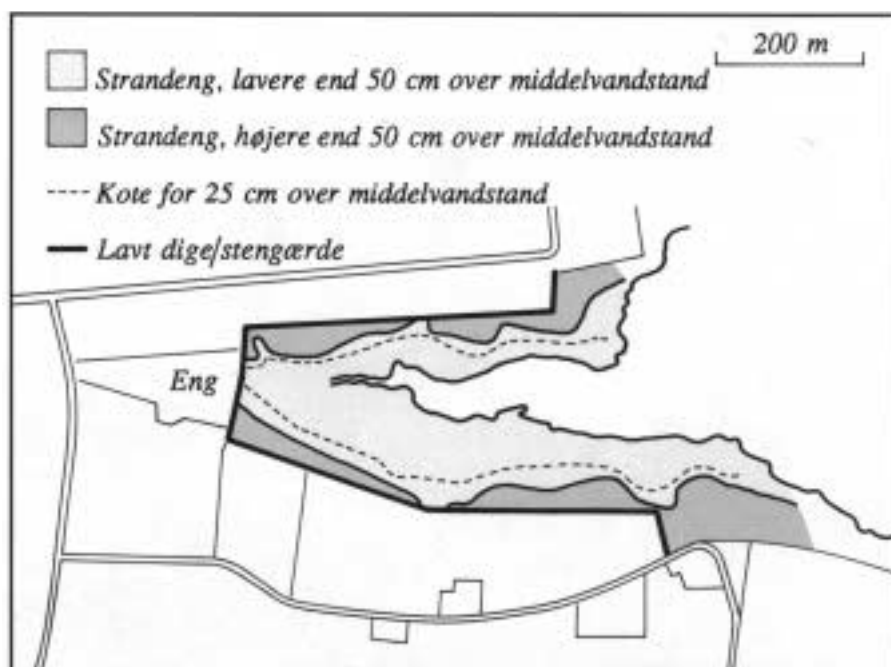 200 m
Strandeng, lavere end 50 cm over middelvandstand
Strandeng, højere end 50 cm over middelvandstand
Kote for 25 cm over middelvandstand
Lavt dige/stengærde
Eng